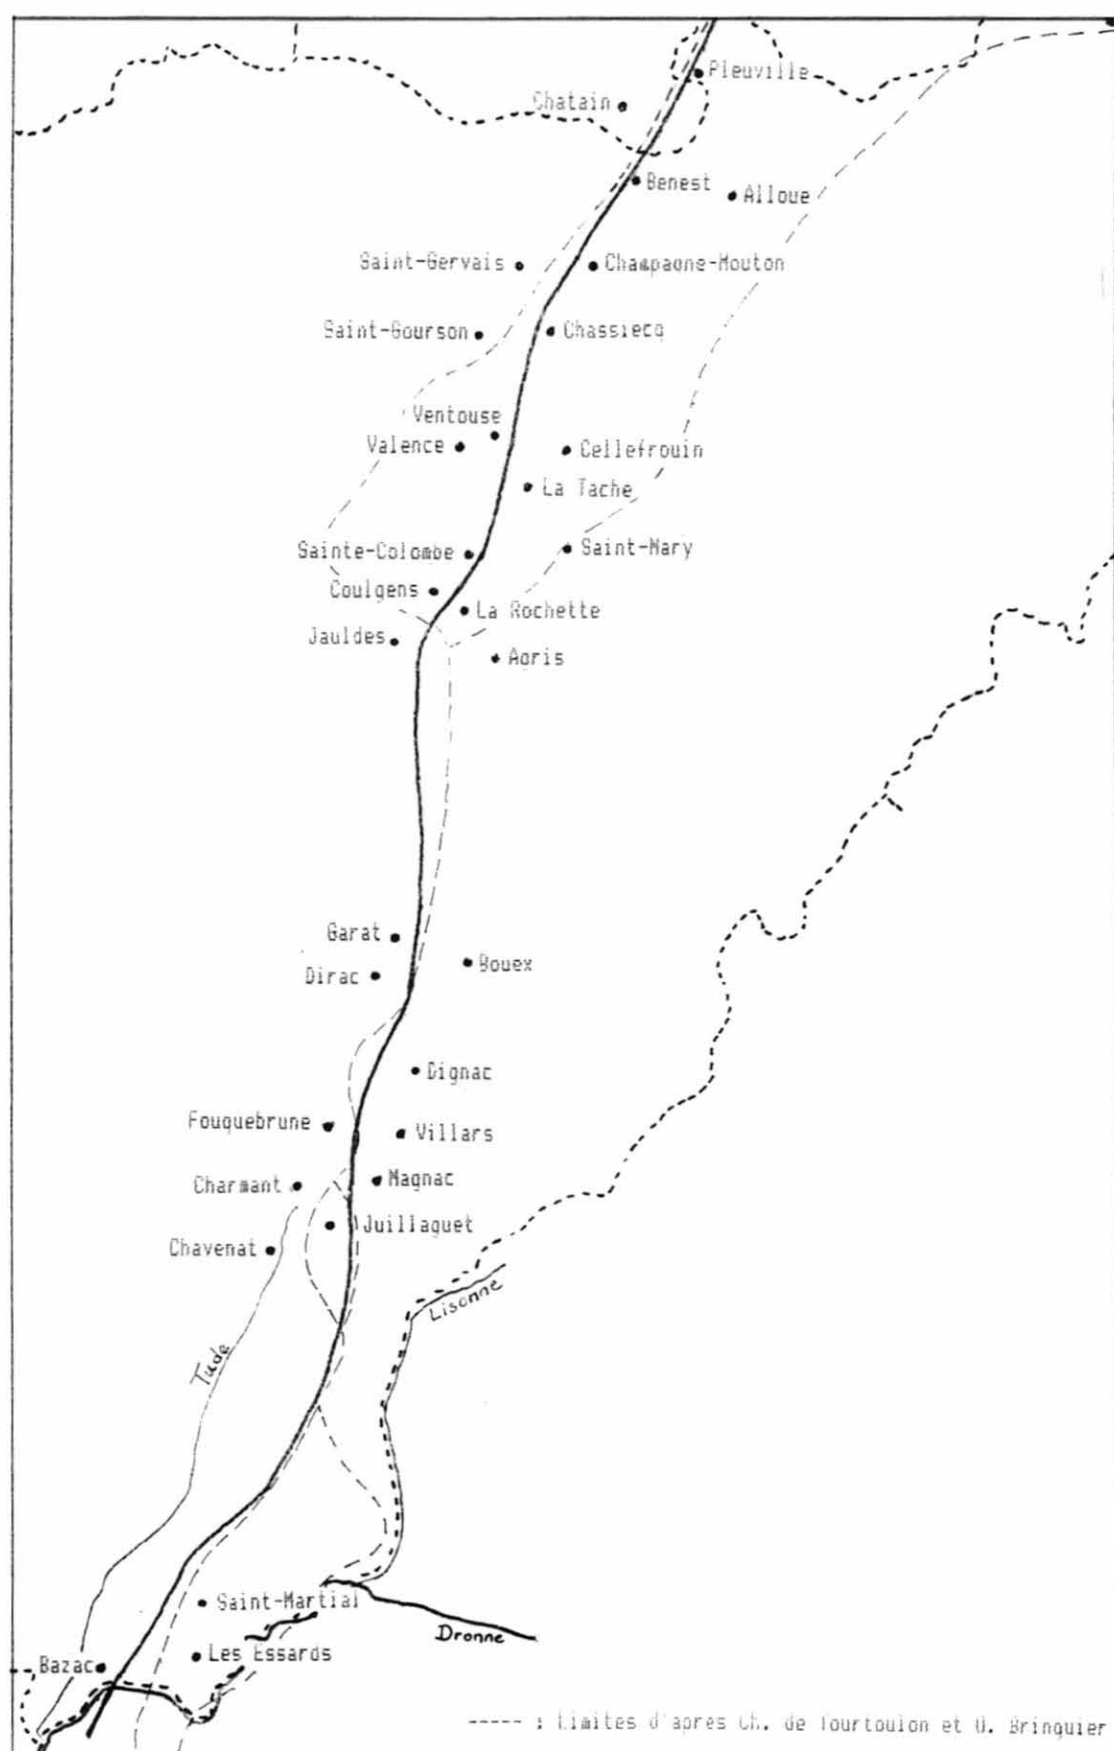 Pleuville
Chatain
Benest
Alloue
Saint-Gervais
Champagne-Mouton
Saint-Gourson
Chassiecq
Ventouse
Valence
Cellefrouin
La Tache
Sainte-Colombe
Saint-Mary
Coulgens
La Rochette
Jauldes
Agris
Garat
Bouex
Dirac
Dignac
Fouquebrune
Villars
Charmant
Magnac
Juillaguet
Chavenat
Lisonne
Tude
Saint-Martial
Dronne
Les Essards
Bazac
----- : Limites d'après Ch. de Tourtoulon et O. Bringuier